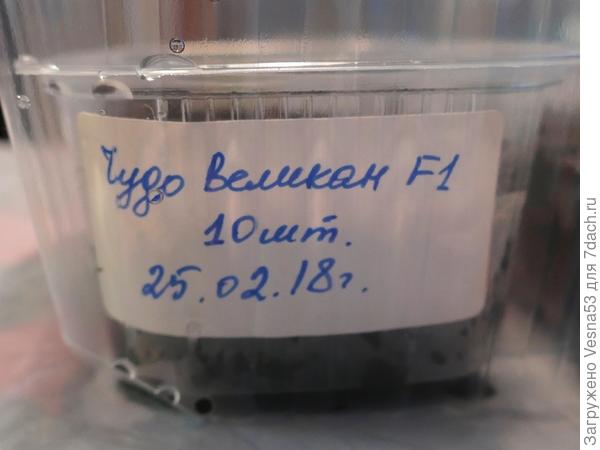 Чудо Великан F1
10шт.
25.02.18г.
Загружено Vesna53 для 7dach.ru